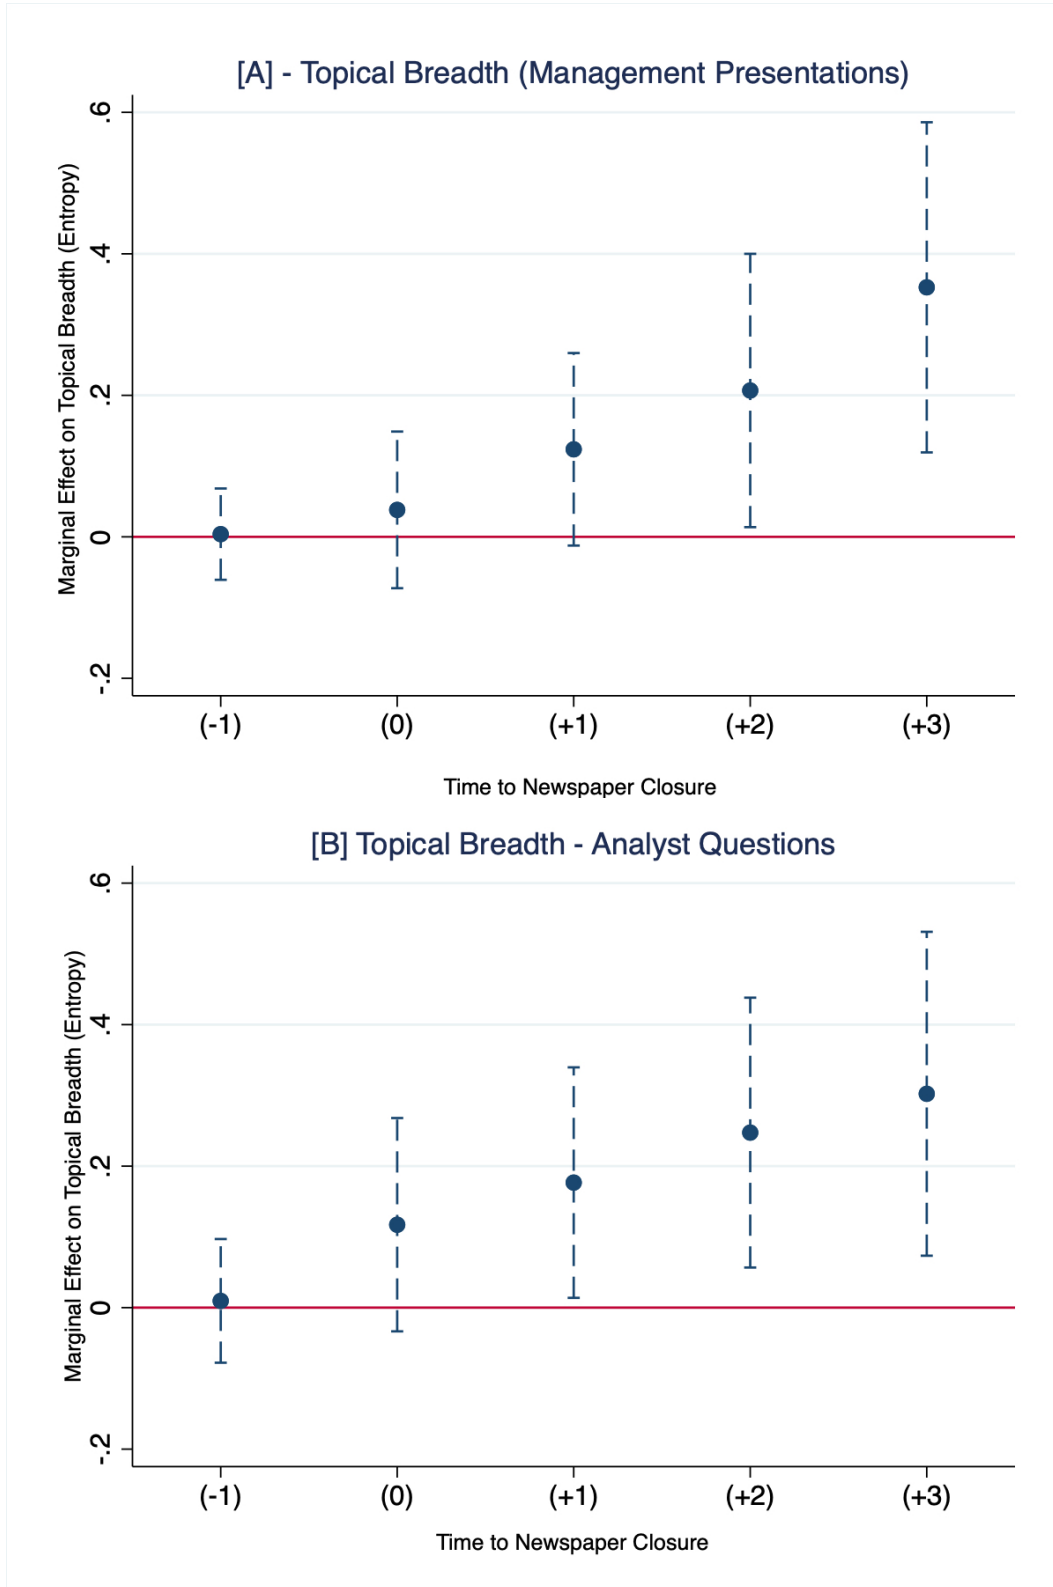 [A] - Topical Breadth (Management Presentations)
Marginal Effect on Topical Breadth (Entropy)
.6
.4
.2
0
-.2
(-1) (0) (+1) (+2) (+3)
Time to Newspaper Closure
[B] Topical Breadth - Analyst Questions
Marginal Effect on Topical Breadth (Entropy)
.6
.4
.2
0
-.2
(-1) (0) (+1) (+2) (+3)
Time to Newspaper Closure